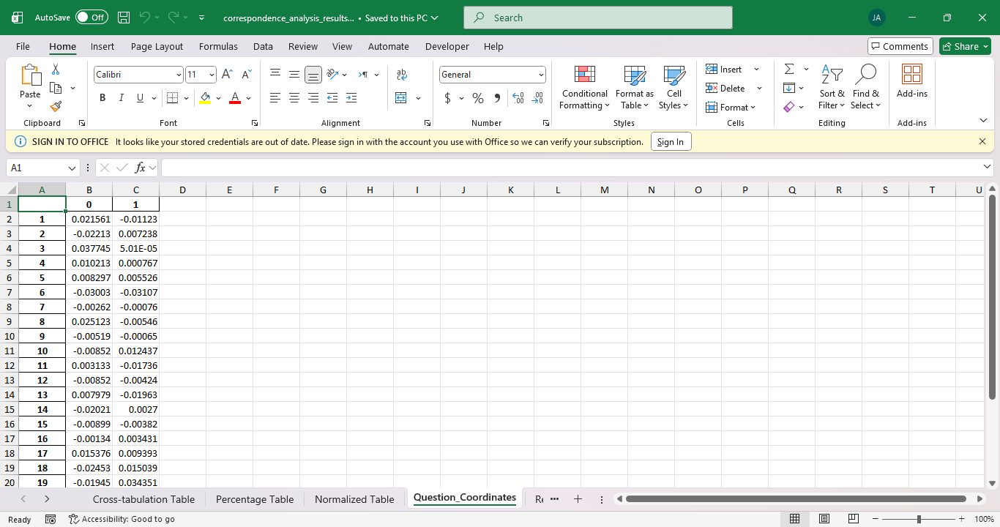 AutoSave Off correspondence_analysis_results... • Saved to this PC Search JA
File Home Insert Page Layout Formulas Data Review View Automate Developer Help Comments Share
Paste Calibri 11 A A ab c General Conditional Formatting Format as Table Cell Styles Insert Delete Format Sort & Filter Find & Select Add-ins
B I U A $ % 9 .00 .00
Clipboard Font Alignment Number Styles Cells Editing Add-ins
SIGN IN TO OFFICE It looks like your stored credentials are out of date. Please sign in with the account you use with Office so we can verify your subscription. Sign In
A1 fx
A B C D E F G H I J K L M N O P Q R S T U
1 0 1
2 1 0.021561 -0.01123
3 2 -0.02213 0.007238
4 3 0.037745 5.01E-05
5 4 0.010213 0.000767
6 5 0.008297 0.005526
7 6 -0.03003 -0.03107
8 7 -0.00262 -0.00076
9 8 0.025123 -0.00546
10 9 -0.00519 -0.00065
11 10 -0.00852 0.012437
12 11 0.003133 -0.01736
13 12 -0.00852 -0.00424
14 13 0.007979 -0.01963
15 14 -0.02021 0.0027
16 15 -0.00899 -0.00382
17 16 -0.00134 0.003431
18 17 0.015376 0.009393
19 18 -0.02453 0.015039
20 19 -0.01945 0.034351
Cross-tabulation Table Percentage Table Normalized Table Question_Coordinates Re ...
Ready Accessibility: Good to go 100%